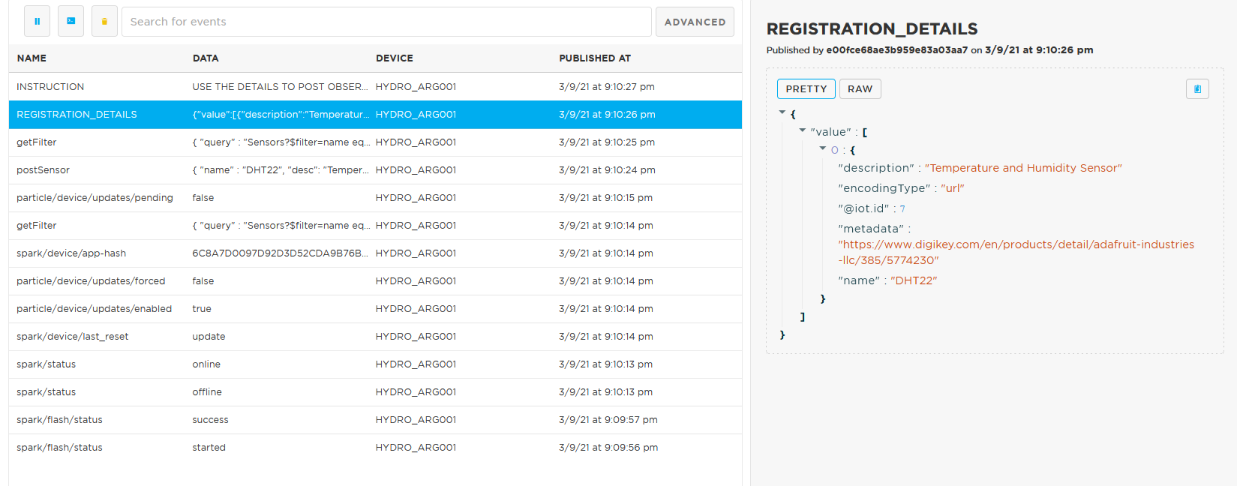 Search for events
ADVANCED
NAME DATA DEVICE PUBLISHED AT
INSTRUCTION USE THE DETAILS TO POST OBSER... HYDRO_ARG001 3/9/21 at 9:10:27 pm
REGISTRATION_DETAILS {"value":[{"description":"Temperatur... HYDRO_ARG001 3/9/21 at 9:10:26 pm
getFilter { "query" : "Sensors?$filter=name eq... HYDRO_ARG001 3/9/21 at 9:10:25 pm
postSensor { "name" : "DHT22", "desc": "Temper... HYDRO_ARG001 3/9/21 at 9:10:24 pm
particle/device/updates/pending false HYDRO_ARG001 3/9/21 at 9:10:15 pm
getFilter { "query" : "Sensors?$filter=name eq... HYDRO_ARG001 3/9/21 at 9:10:14 pm
spark/device/app-hash 6C8A7D0097D92D3D52CDA9B76B... HYDRO_ARG001 3/9/21 at 9:10:14 pm
particle/device/updates/forced false HYDRO_ARG001 3/9/21 at 9:10:14 pm
particle/device/updates/enabled true HYDRO_ARG001 3/9/21 at 9:10:14 pm
spark/device/last_reset update HYDRO_ARG001 3/9/21 at 9:10:14 pm
spark/status online HYDRO_ARG001 3/9/21 at 9:10:13 pm
spark/status offline HYDRO_ARG001 3/9/21 at 9:10:13 pm
spark/flash/status success HYDRO_ARG001 3/9/21 at 9:09:57 pm
spark/flash/status started HYDRO_ARG001 3/9/21 at 9:09:56 pm
REGISTRATION_DETAILS
Published by e00fce68ae3b959e83a03aa7 on 3/9/21 at 9:10:26 pm
PRETTY RAW
{
"value" : [
0 : {
"description" : "Temperature and Humidity Sensor"
"encodingType" : "url"
"@iot.id" : 7
"metadata" :
"https://www.digikey.com/en/products/detail/adafruit-industries
-llc/385/5774230"
"name" : "DHT22"
}
]
}